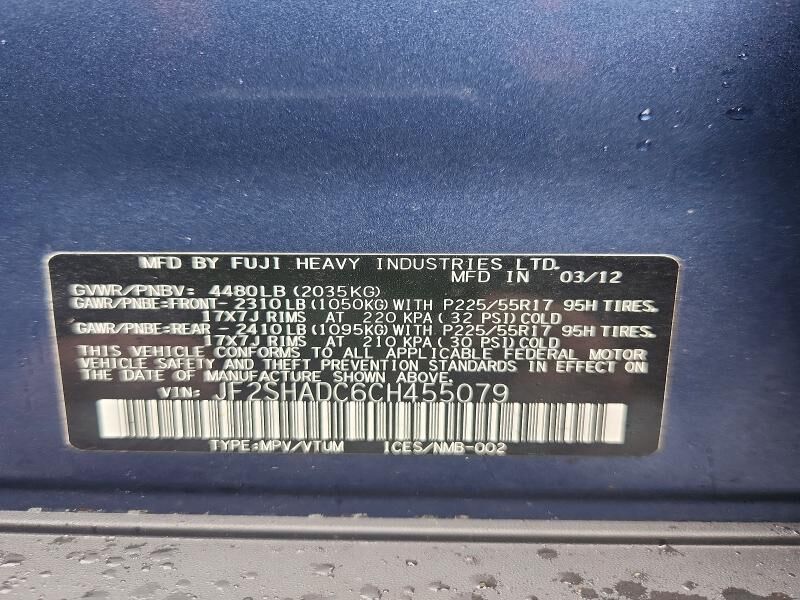 MFD BY FUJI HEAVY INDUSTRIES LTD.
MFD IN 03/12
GVWR/PNBV: 4480LB(2035KG)
GAWR/PNBE:FRONT-2310LB(1050KG)WITH P225/55R17 95H TIRES,
17X7J RIMS AT 220 KPA(32 PSI)COLD
GAWR/PNBE:REAR -2410LB(1095KG)WITH P225/55R17 95H TIRES,
17X7J RIMS AT 210 KPA(30 PSI)COLD
THIS VEHICLE CONFORMS TO ALL APPLICABLE FEDERAL MOTOR
VEHICLE SAFETY AND THEFT PREVENTION STANDARDS IN EFFECT ON
THE DATE OF MANUFACTURE SHOWN ABOVE.
VIN: JF2SHADC6CH455079
TYPE:MPV/VTUM ICES/NMB-002